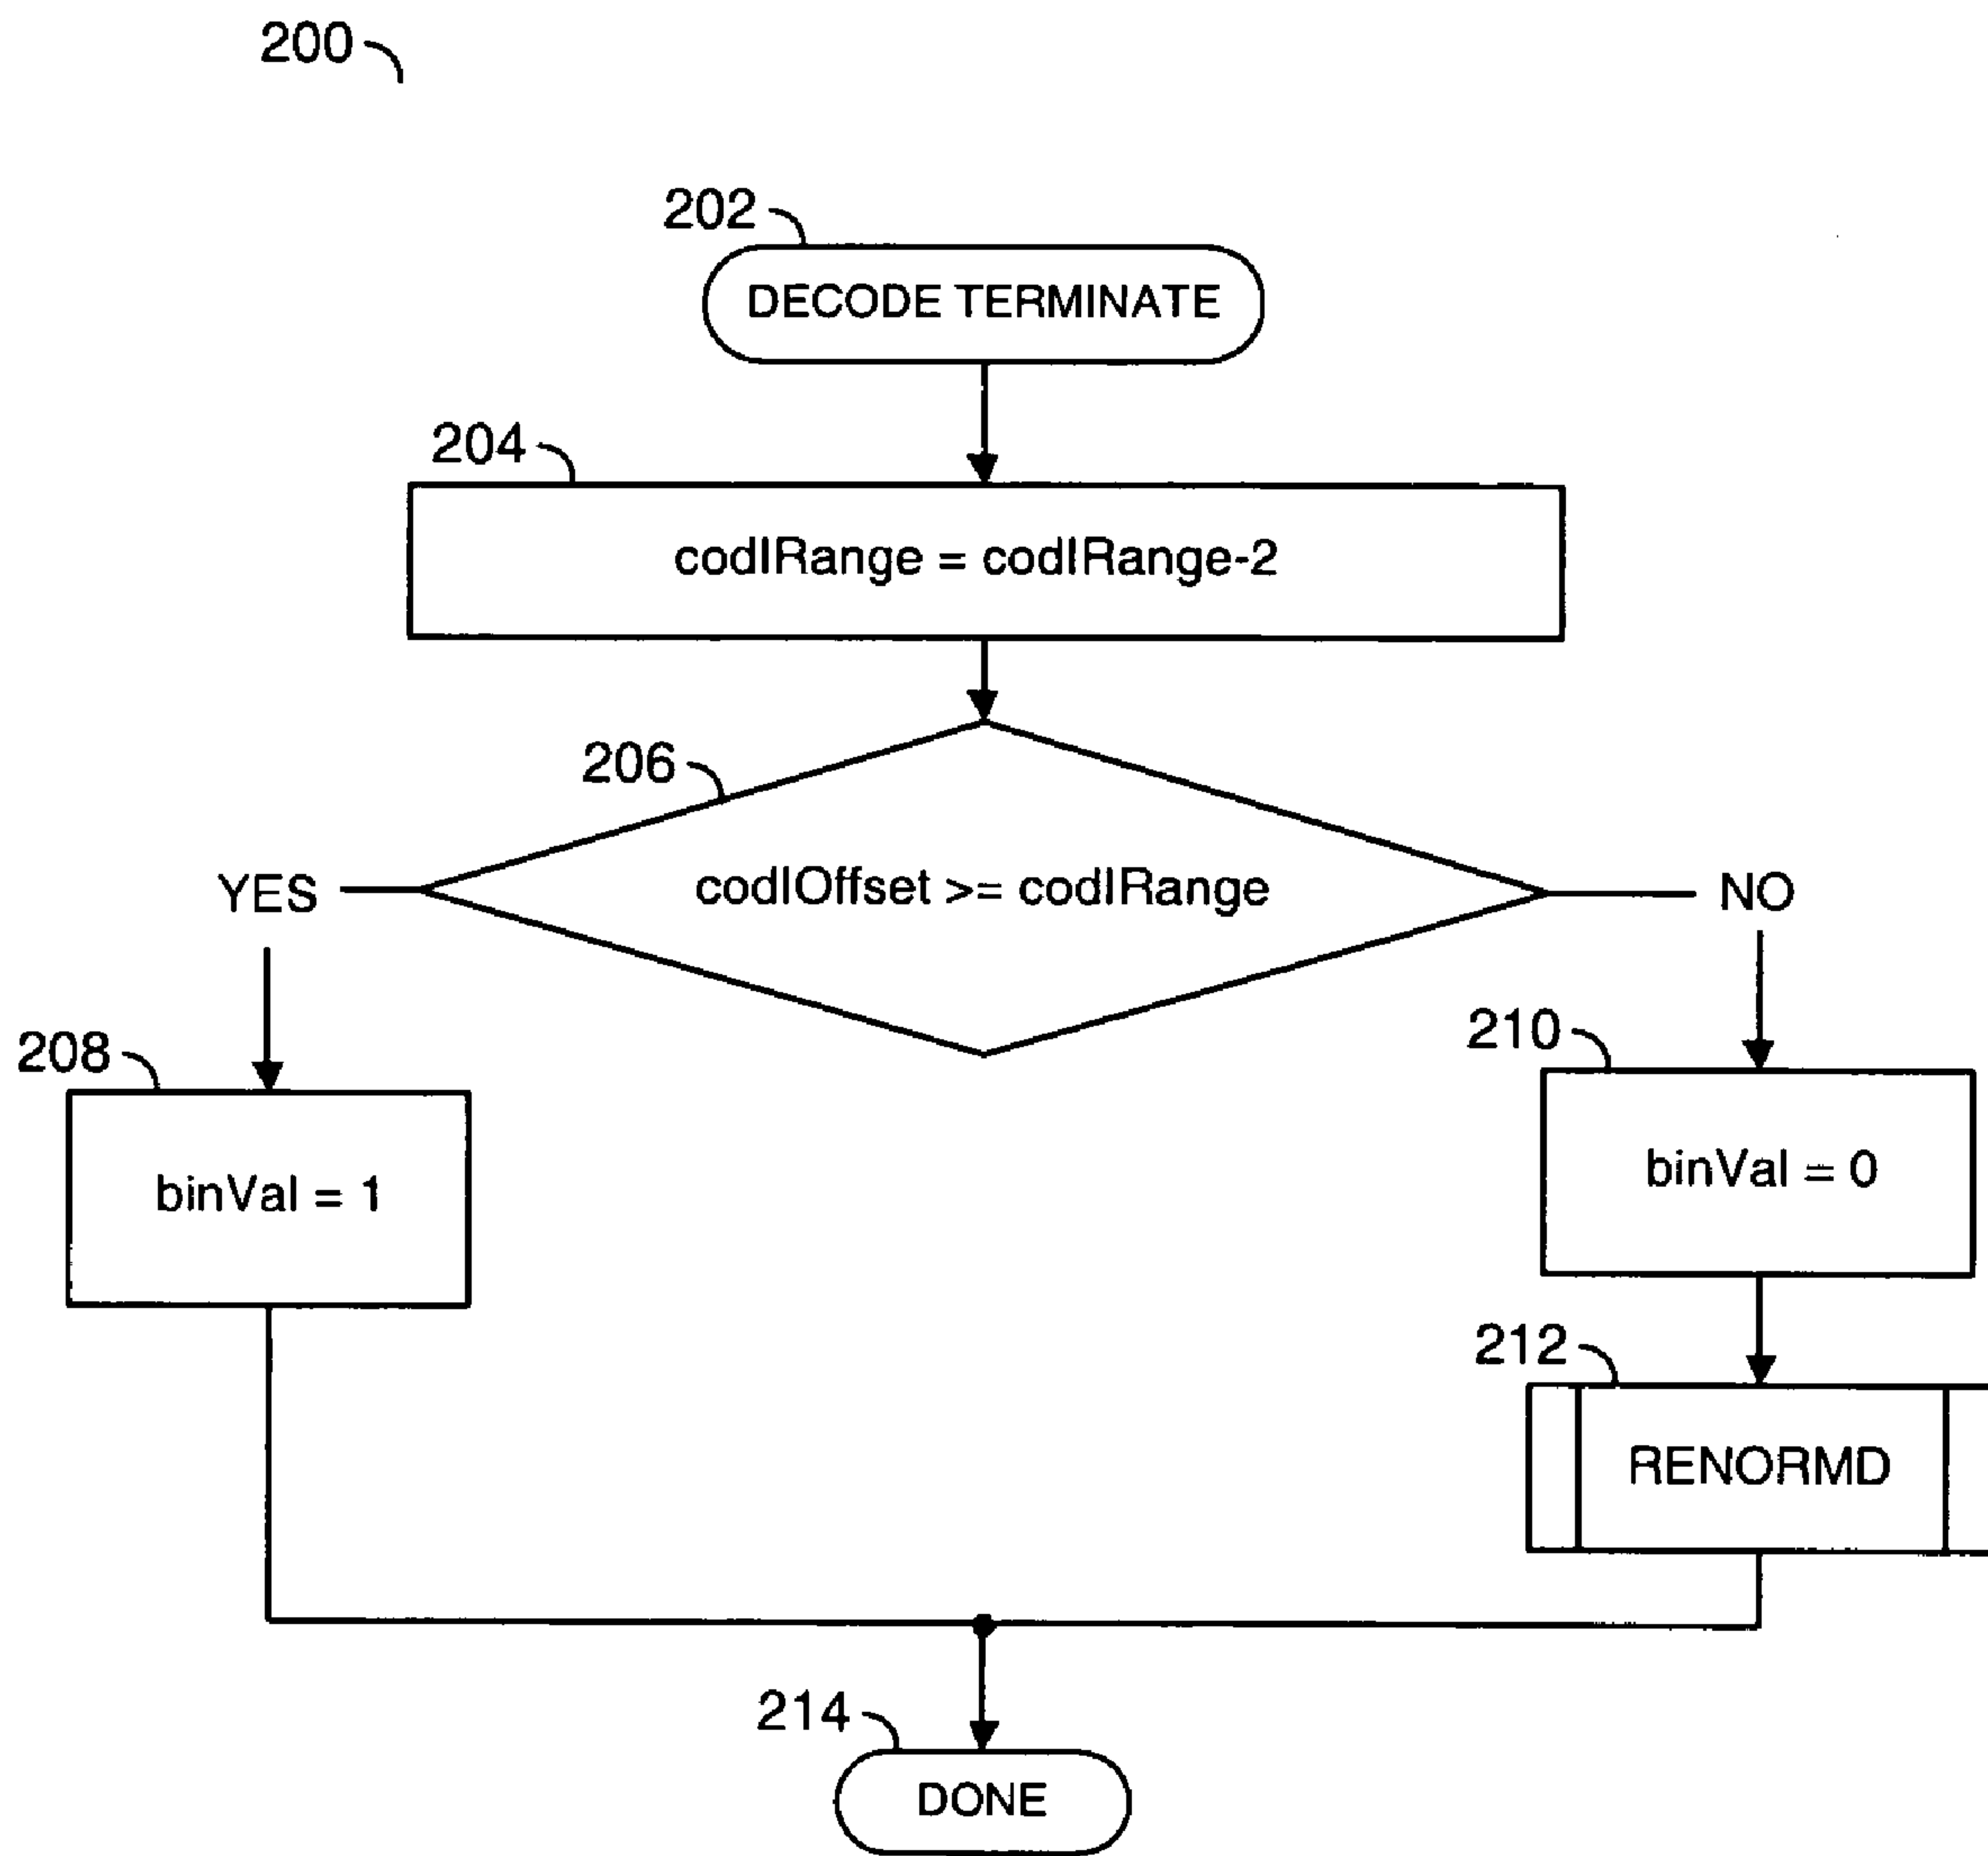 200
202
DECODE TERMINATE
204
codIRange = codIRange-2
206
codIOffset >= codIRange
YES
NO
208
binVal = 1
210
binVal = 0
212
RENORMD
214
DONE